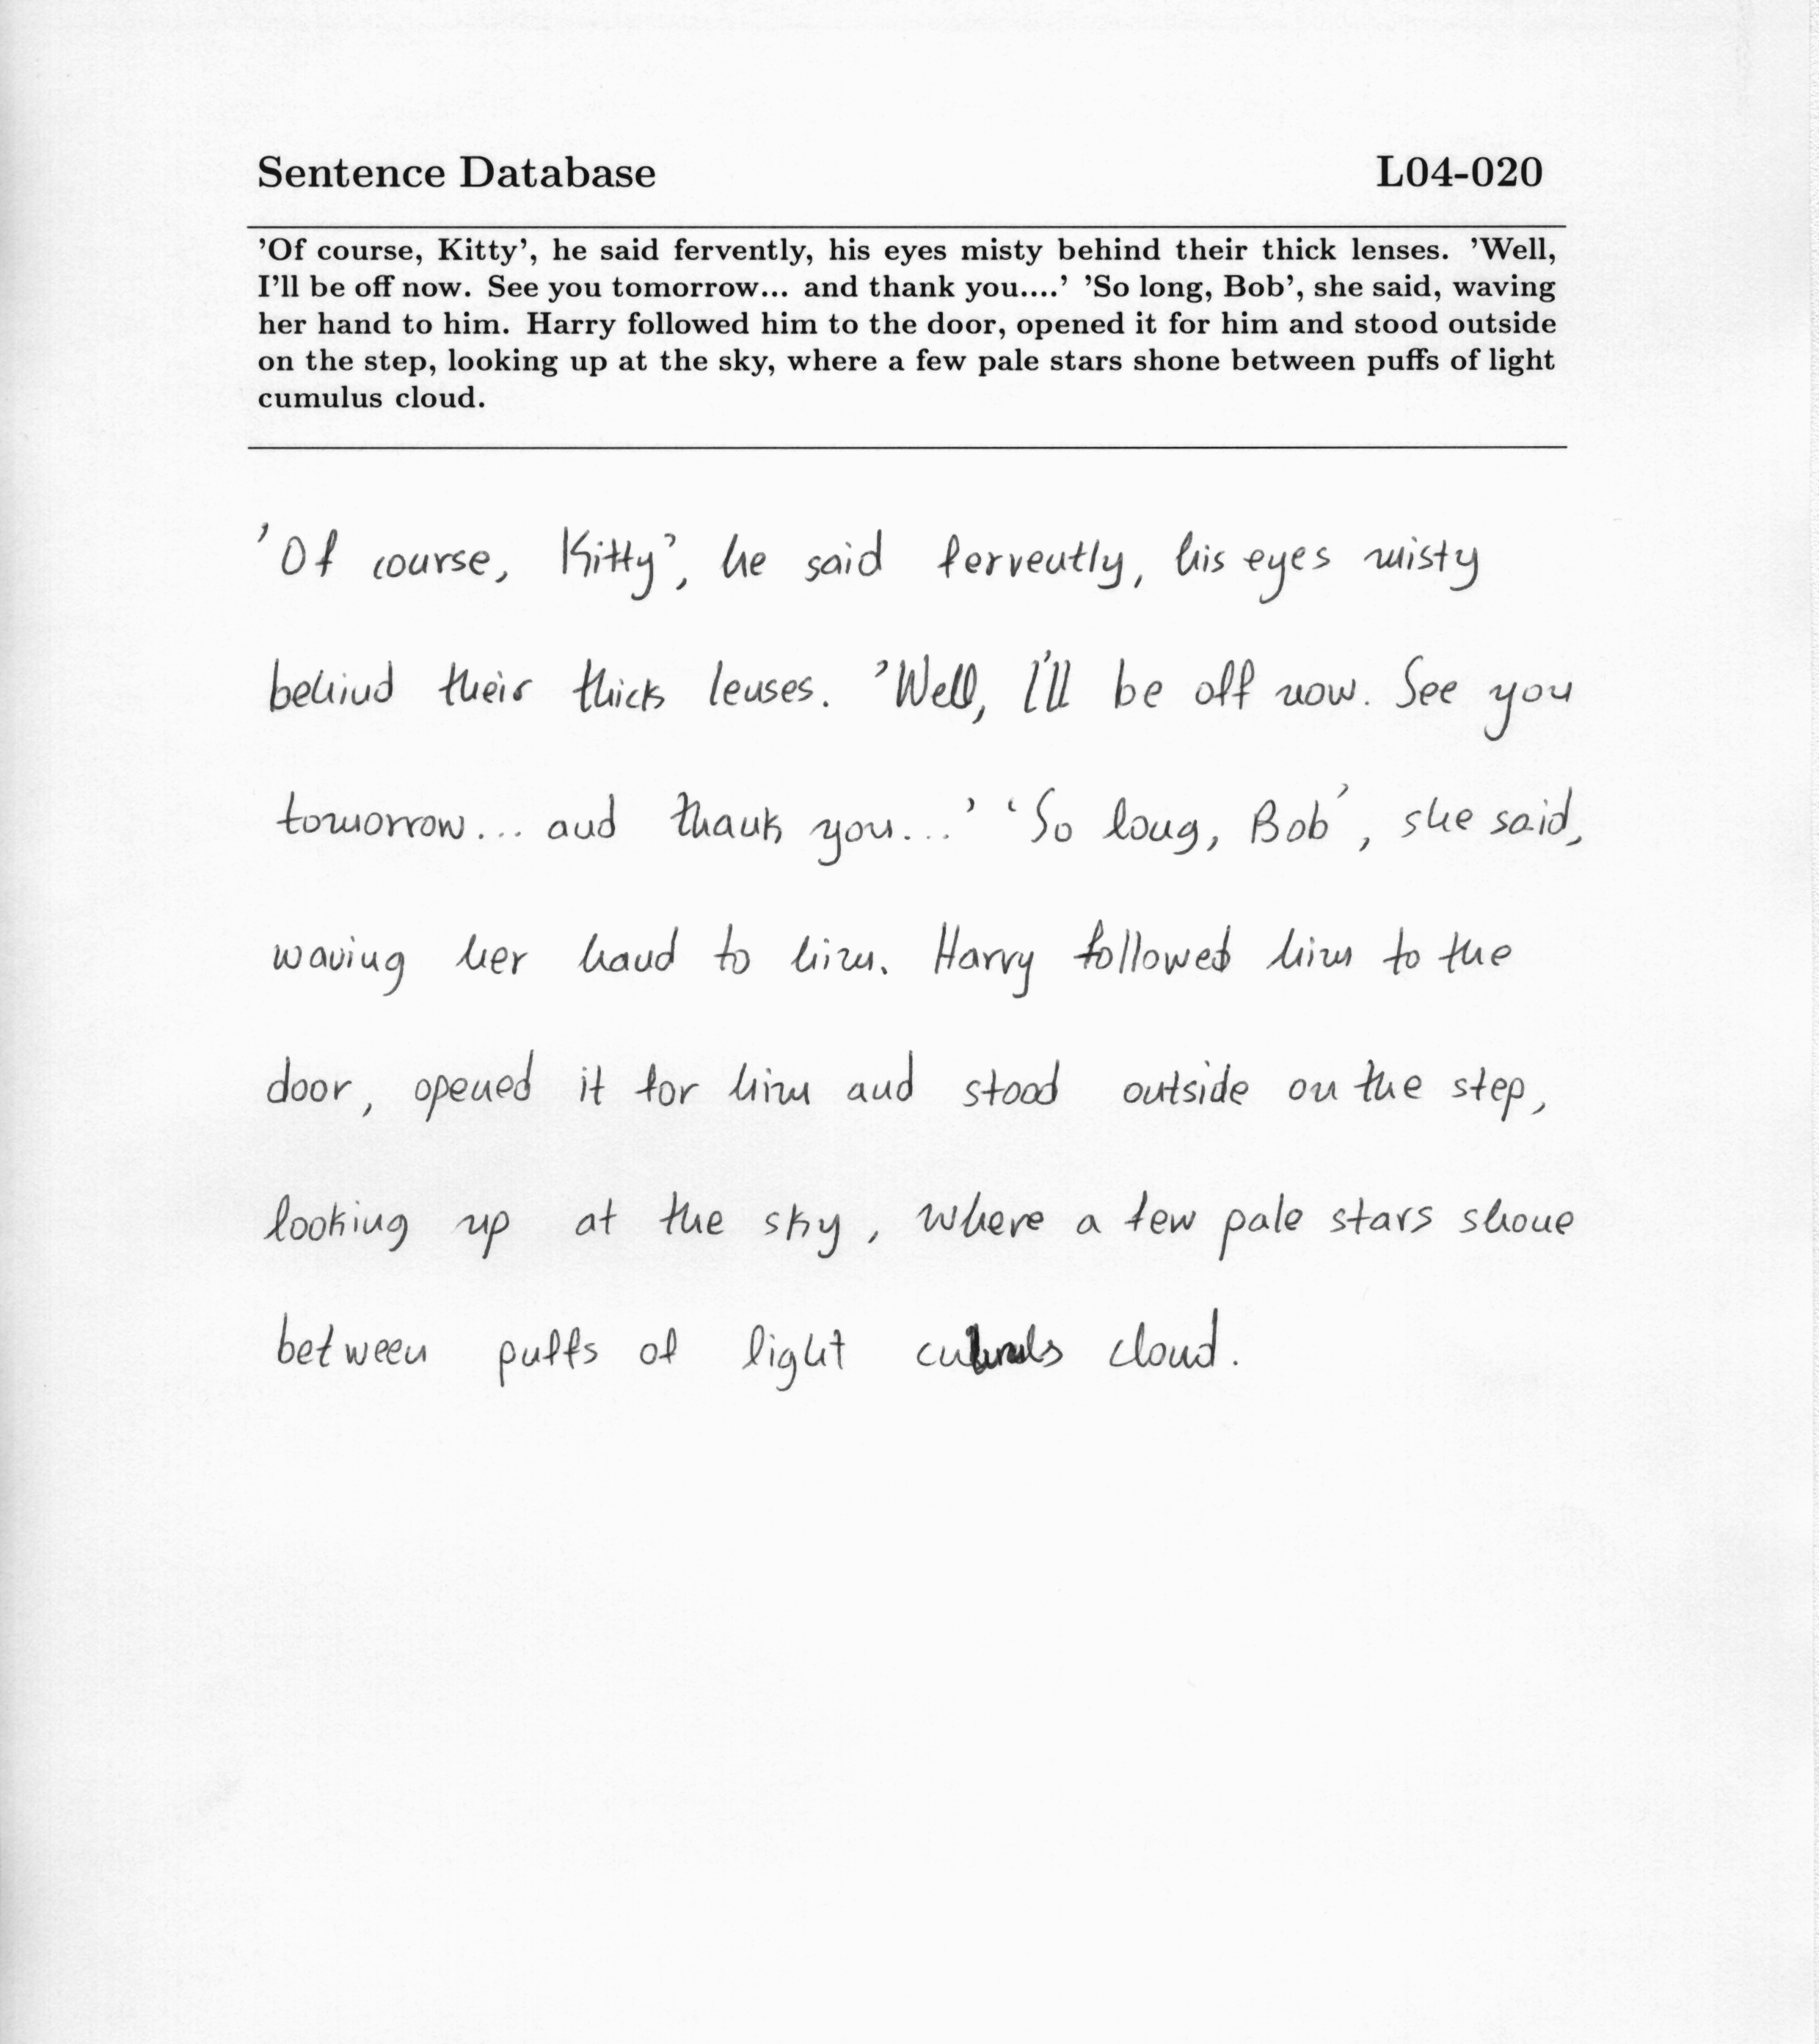 Sentence Database L04-020
’Of course, Kitty’, he said fervently, his eyes misty behind their thick lenses. ’Well,
I’ll be off now. See you tomorrow... and thank you....’ ’So long, Bob’, she said, waving
her hand to him. Harry followed him to the door, opened it for him and stood outside
on the step, looking up at the sky, where a few pale stars shone between puffs of light
cumulus cloud.
’Of course, Kitty’, he said fervently, his eyes misty
behind their thick lenses. ’Well, I’ll be off now. See you
tomorrow... and thank you...’ ‘So long, Bob’, she said,
waving her hand to him. Harry followed him to the
door, opened it for him and stood outside on the step,
looking up at the sky, where a few pale stars shone
between puffs of light cloud.